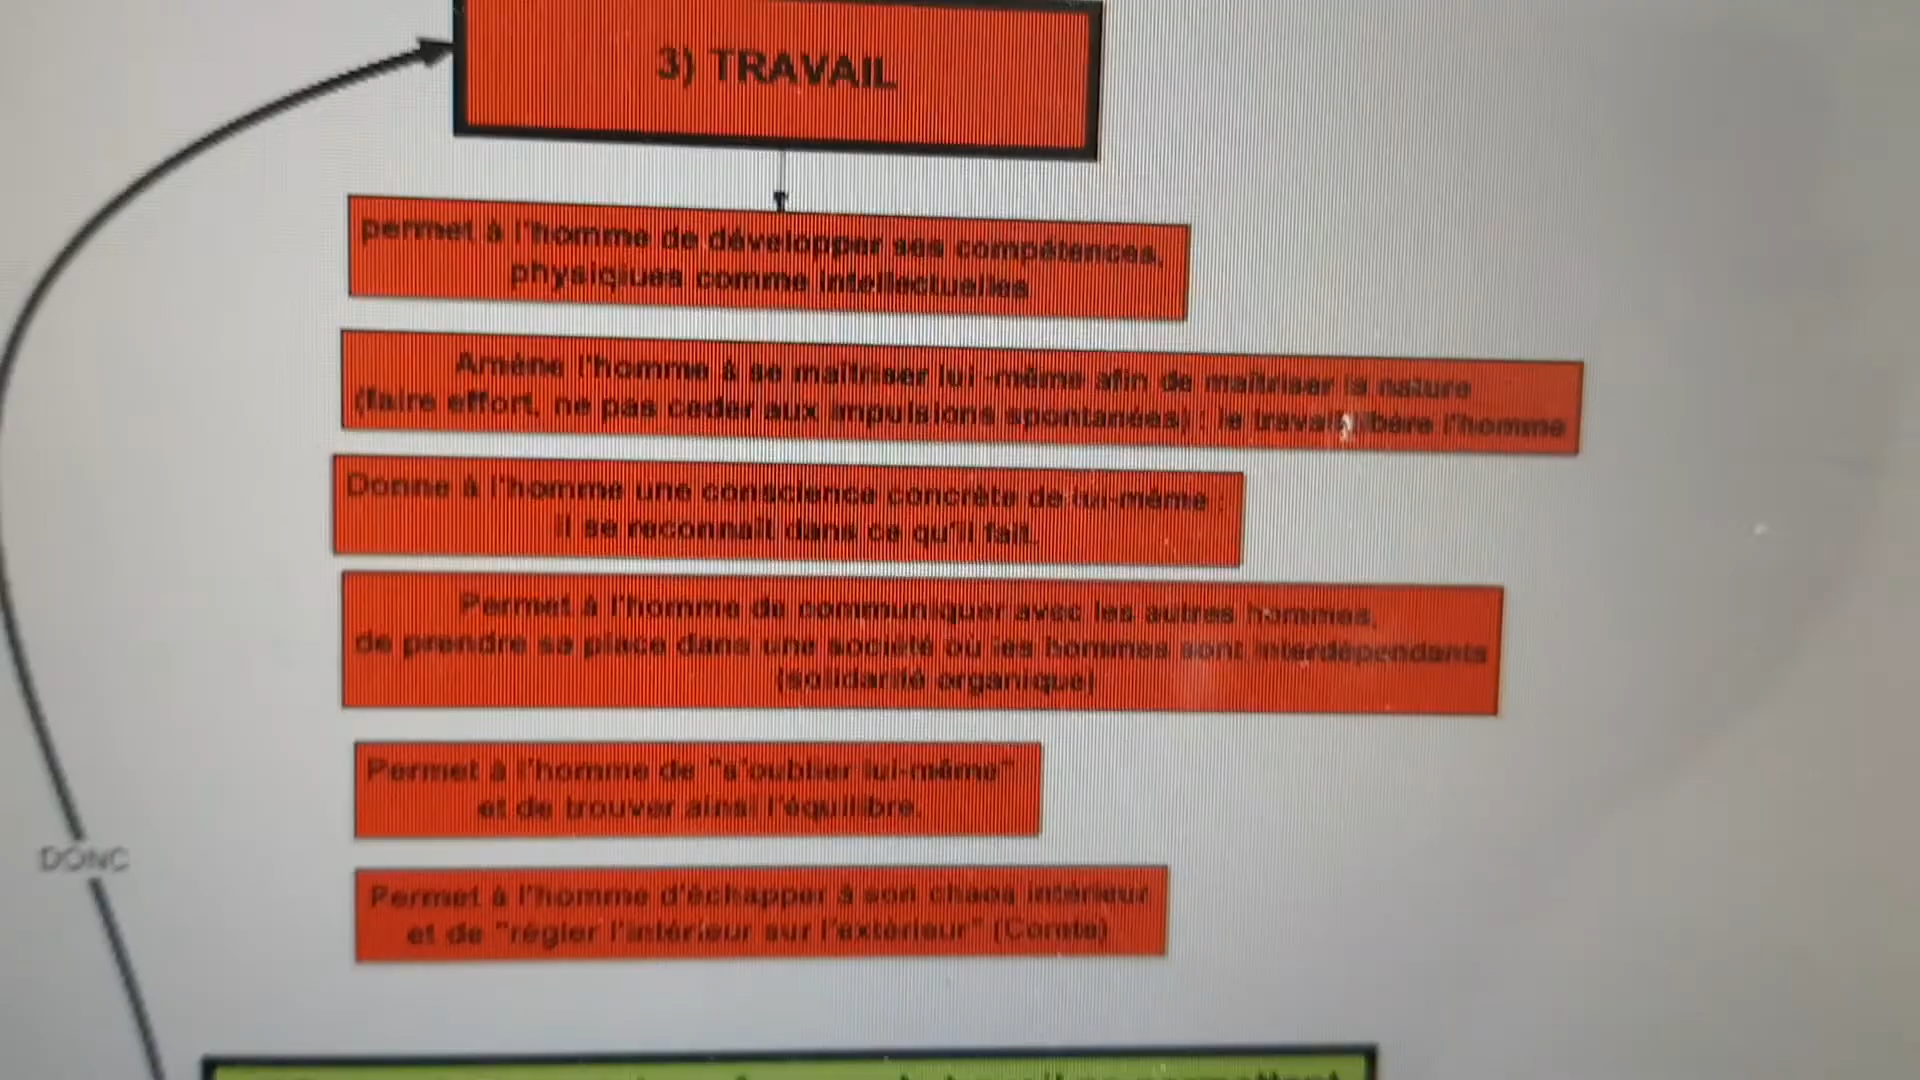 3) TRAVAIL
permet à l'homme de développer ses compétences,
physiqiues comme intellectuelles
Amène l'homme à se maîtriser lui -même afin de maîtriser la nature
(faire effort, ne pas céder aux impulsions spontanées) : le travail libère l'homme
Donne à l'homme une conscience concrète de lui-même :
il se reconnaît dans ce qu'il fait.
Permet à l'homme de communiquer avec les autres hommes,
de prendre sa place dans une société où les hommes sont interdépendants
(solidarité organique)
Permet à l'homme de "s'oublier lui-même"
et de trouver ainsi l'équilibre.
Permet à l'homme d'échapper à son chaos intérieur
et de "régler l'intérieur sur l'extérieur" (Comte)
DONC